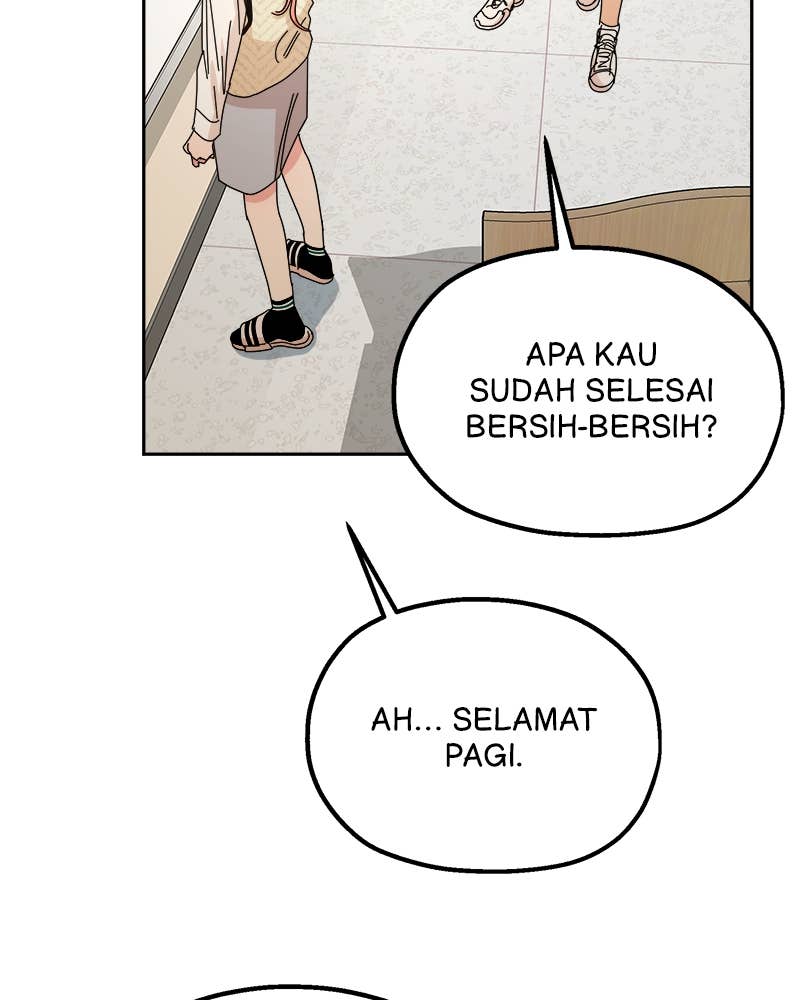 APA KAU
SUDAH SELESAI
BERSIH-BERSIH?
AH... SELAMAT
PAGI.